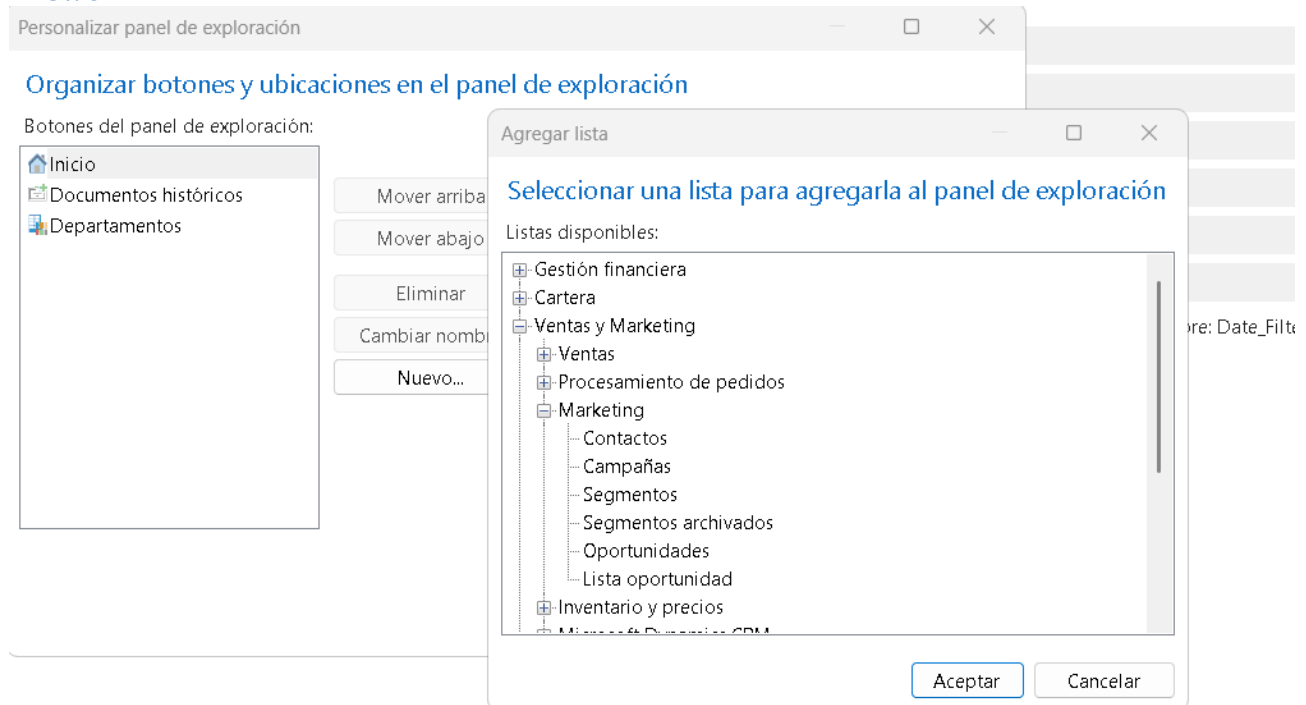 Personalizar panel de exploración
Organizar botones y ubicaciones en el panel de exploración
Botones del panel de exploración:
Inicio
Documentos históricos
Departamentos
Mover arriba
Mover abajo
Eliminar
Cambiar
Nuevo...
Agregar lista
Seleccionar una lista para agregarla al panel de exploración
Listas disponibles:
Gestión financiera
Cartera
Ventas y Marketing
Ventas
Procesamiento de pedidos
Marketing
Contactos
Campañas
Segmentos
Segmentos archivados
Oportunidades
Lista oportunidad
Inventario y precios
Microsoft Dynamics CRM
Aceptar
Cancelar